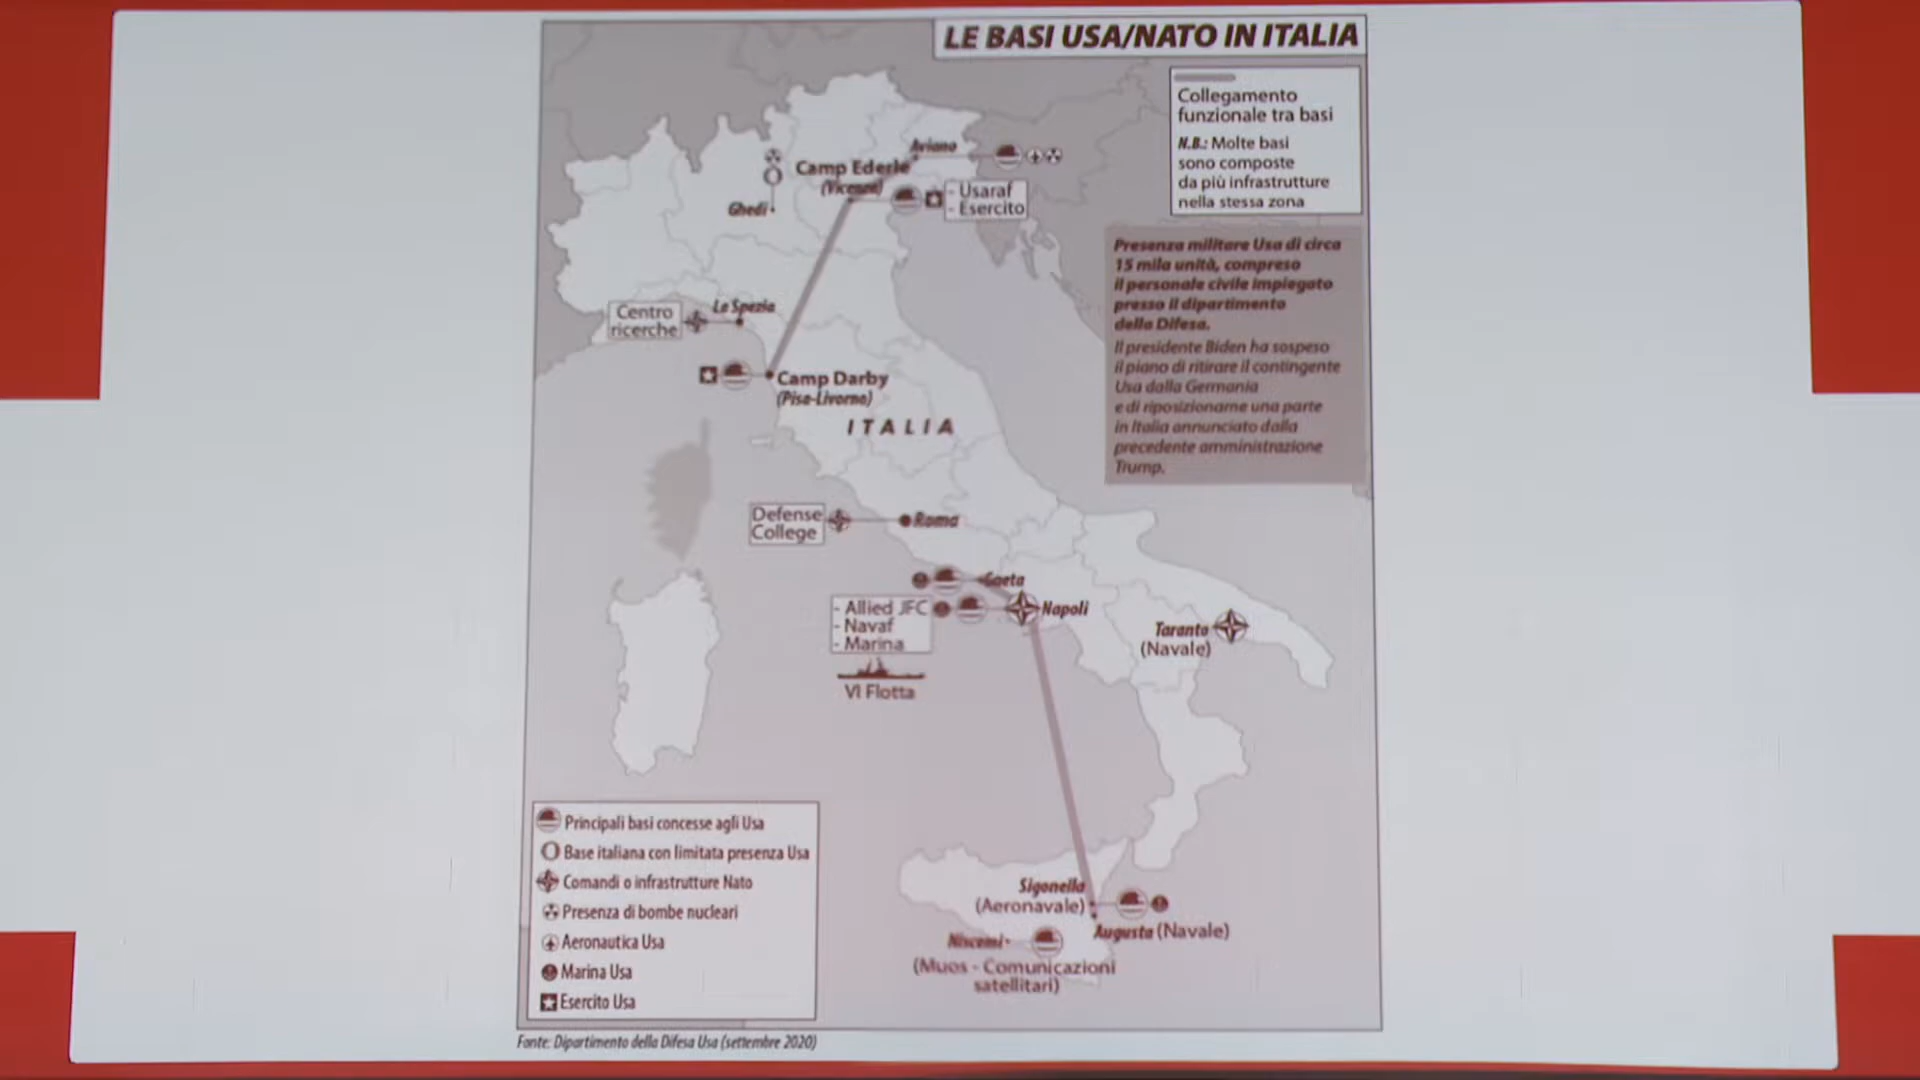 LE BASI USA/NATO IN ITALIA
Collegamento
funzionale tra basi
N.B.: Molte basi
sono composte
da più infrastrutture
nella stessa zona
Presenza militare Usa di circa
15 mila unità, compreso
il personale civile impiegato
presso il dipartimento
della Difesa.
Il presidente Biden ha sospeso
il piano di ritirare il contingente
Usa dalla Germania
e di riposizionarne una parte
in Italia annunciato dalla
precedente amministrazione
Trump.
Aviano
Camp Ederle
(Vicenza)
- Usaraf
- Esercito
Ghedi
La Spezia
Centro
ricerche
Camp Darby
(Pisa-Livorno)
ITALIA
Defense
College
Roma
Gaeta
- Allied JFC
- Navaf
- Marina
Napoli
VI Flotta
Taranto
(Navale)
Sigonella
(Aeronavale)
Augusta (Navale)
Niscemi
(Muos - Comunicazioni
satellitari)
Principali basi concesse agli Usa
Base italiana con limitata presenza Usa
Comandi o infrastrutture Nato
Presenza di bombe nucleari
Aeronautica Usa
Marina Usa
Esercito Usa
Fonte: Dipartimento della Difesa Usa (settembre 2020)